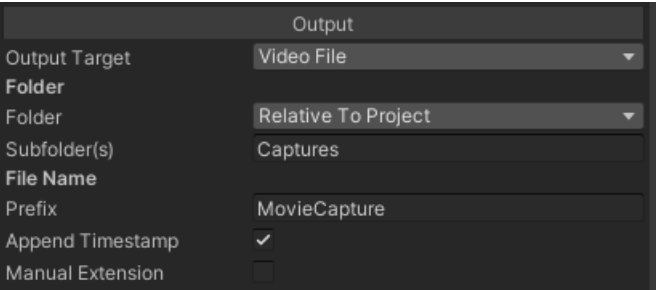 Output
Output Target Video File
Folder
Folder Relative To Project
Subfolder(s) Captures
File Name
Prefix MovieCapture
Append Timestamp
Manual Extension